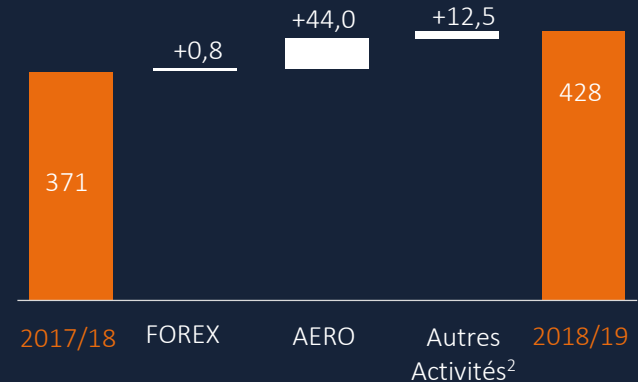 +0,8
+44,0
+12,5
371
428
2017/18
FOREX
AERO
Autres
Activités²
2018/19